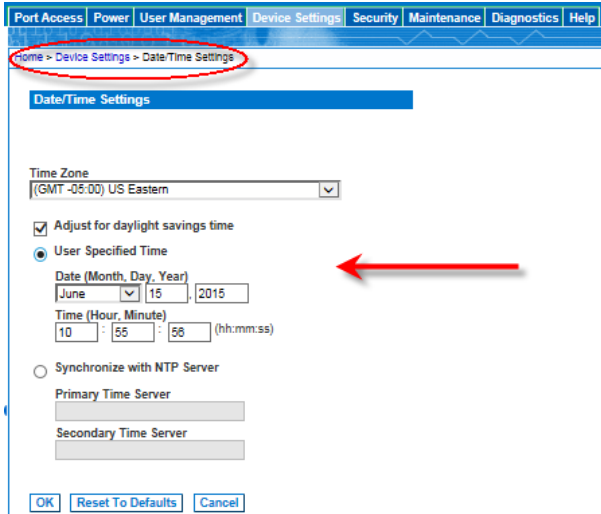 Port Access Power User Management Device Settings Security Maintenance Diagnostics Help
Home > Device Settings > Date/Time Settings
Date/Time Settings
Time Zone
(GMT -05:00) US Eastern
Adjust for daylight savings time
User Specified Time
Date (Month, Day, Year)
June 15 , 2015
Time (Hour, Minute)
10 : 55 : 56 (hh:mm:ss)
Synchronize with NTP Server
Primary Time Server
Secondary Time Server
OK Reset To Defaults Cancel